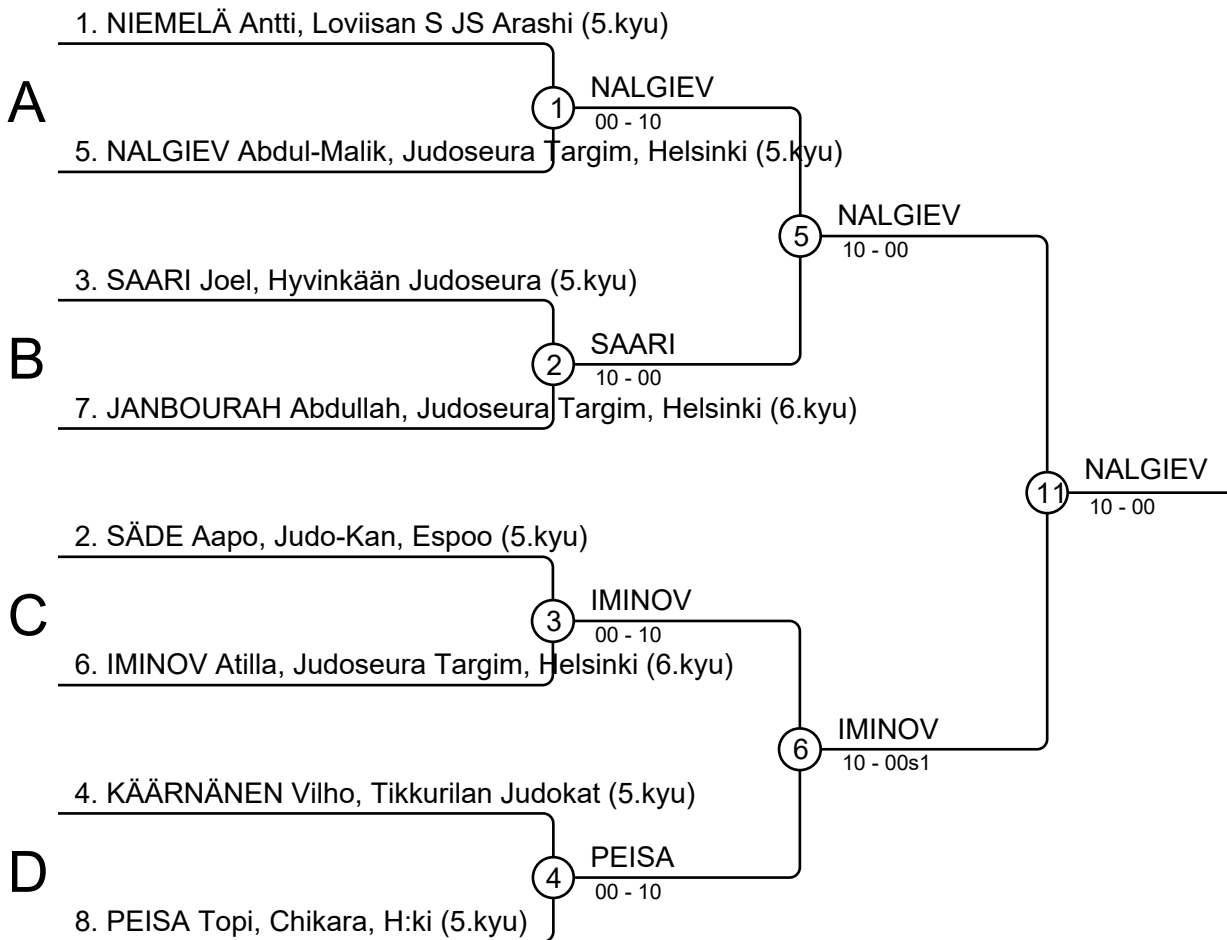 1. NIEMELÄ Antti, Loviisan S JS Arashi (5.kyu)
A
1
NALGIEV
00 - 10
5. NALGIEV Abdul-Malik, Judoseura Targim, Helsinki (5.kyu)
5
NALGIEV
10 - 00
3. SAARI Joel, Hyvinkään Judoseura (5.kyu)
B
2
SAARI
10 - 00
7. JANBOURAH Abdullah, Judoseura Targim, Helsinki (6.kyu)
11
NALGIEV
10 - 00
2. SÄDE Aapo, Judo-Kan, Espoo (5.kyu)
C
3
IMINOV
00 - 10
6. IMINOV Atilla, Judoseura Targim, Helsinki (6.kyu)
6
IMINOV
10 - 00s1
4. KÄÄRNÄNEN Vilho, Tikkurilan Judokat (5.kyu)
D
4
PEISA
00 - 10
8. PEISA Topi, Chikara, H:ki (5.kyu)